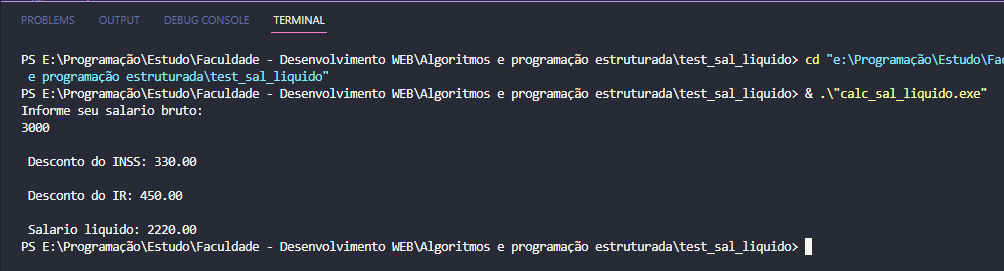 PROBLEMS OUTPUT DEBUG CONSOLE TERMINAL
PS E:\Programação\Estudo\Faculdade - Desenvolvimento WEB\Algoritmos e programação estruturada\test_sal_liquido> cd "e:\Programação\Estudo\Fac
e programação estruturada\test_sal_liquido"
PS E:\Programação\Estudo\Faculdade - Desenvolvimento WEB\Algoritmos e programação estruturada\test_sal_liquido> & .\"calc_sal_liquido.exe"
Informe seu salario bruto:
3000
Desconto do INSS: 330.00
Desconto do IR: 450.00
Salario liquido: 2220.00
PS E:\Programação\Estudo\Faculdade - Desenvolvimento WEB\Algoritmos e programação estruturada\test_sal_liquido>